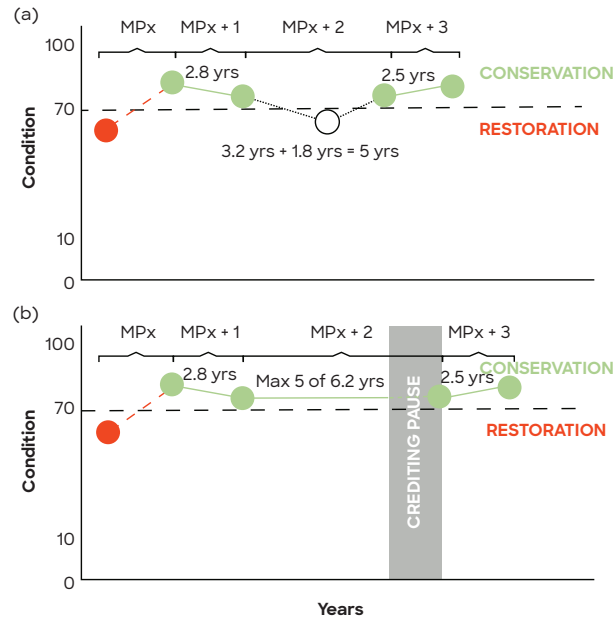 (a)
MPx MPx + 1 MPx + 2 MPx + 3
100
2.8 yrs 2.5 yrs CONSERVATION
70
RESTORATION
3.2 yrs + 1.8 yrs = 5 yrs
Condition
10
0
(b)
MPx MPx + 1 MPx + 2 MPx + 3
100
CONSERVATION
2.8 yrs Max 5 of 6.2 yrs 2.5 yrs
70
RESTORATION
CREDITING PAUSE
Condition
10
0
Years